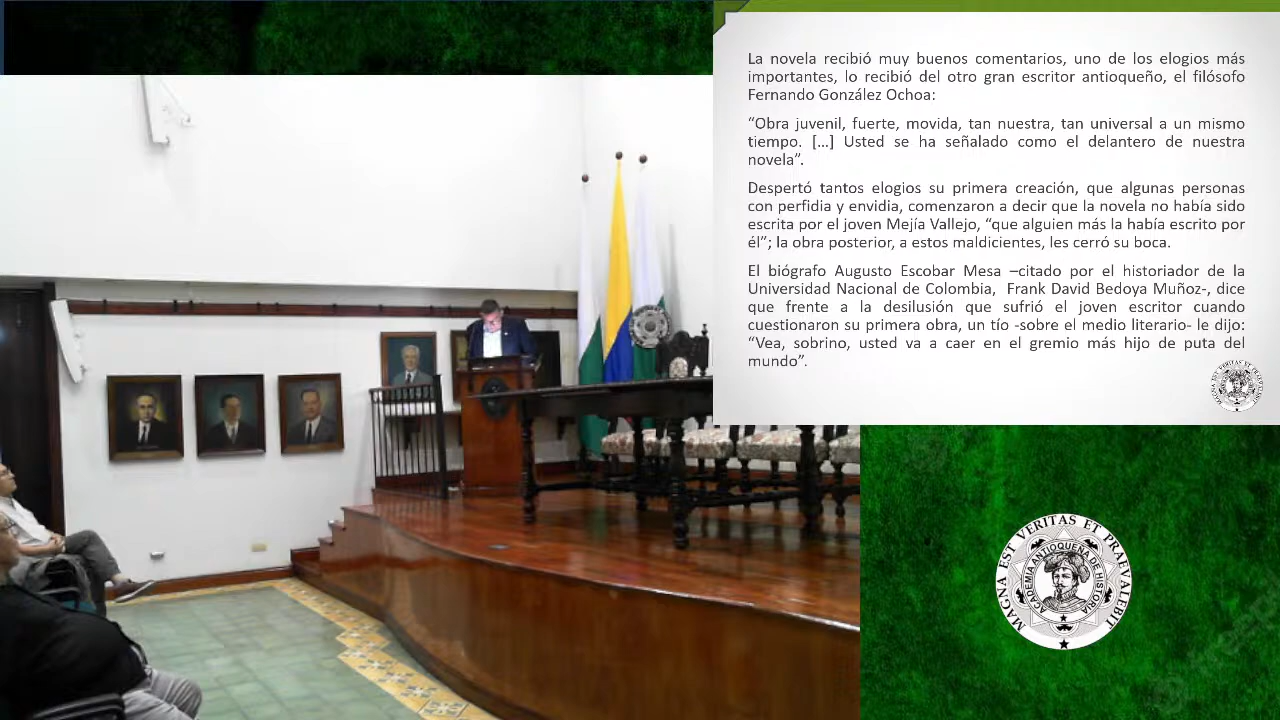 La novela recibió muy buenos comentarios, uno de los elogios más
importantes, lo recibió del otro gran escritor antioqueño, el filósofo
Fernando González Ochoa:
“Obra juvenil, fuerte, movida, tan nuestra, tan universal a un mismo
tiempo. […] Usted se ha señalado como el delantero de nuestra
novela”.
Despertó tantos elogios su primera creación, que algunas personas
con perfidia y envidia, comenzaron a decir que la novela no había sido
escrita por el joven Mejía Vallejo, “que alguien más la había escrito por
él”; la obra posterior, a estos maldicientes, les cerró su boca.
El biógrafo Augusto Escobar Mesa –citado por el historiador de la
Universidad Nacional de Colombia, Frank David Bedoya Muñoz-, dice
que frente a la desilusión que sufrió el joven escritor cuando
cuestionaron su primera obra, un tío -sobre el medio literario- le dijo:
“Vea, sobrino, usted va a caer en el gremio más hijo de puta del
mundo”.
MAGNA EST VERITAS ET PRAEVALEBIT
ACADEMIA ANTIOQUEÑA DE HISTORIA